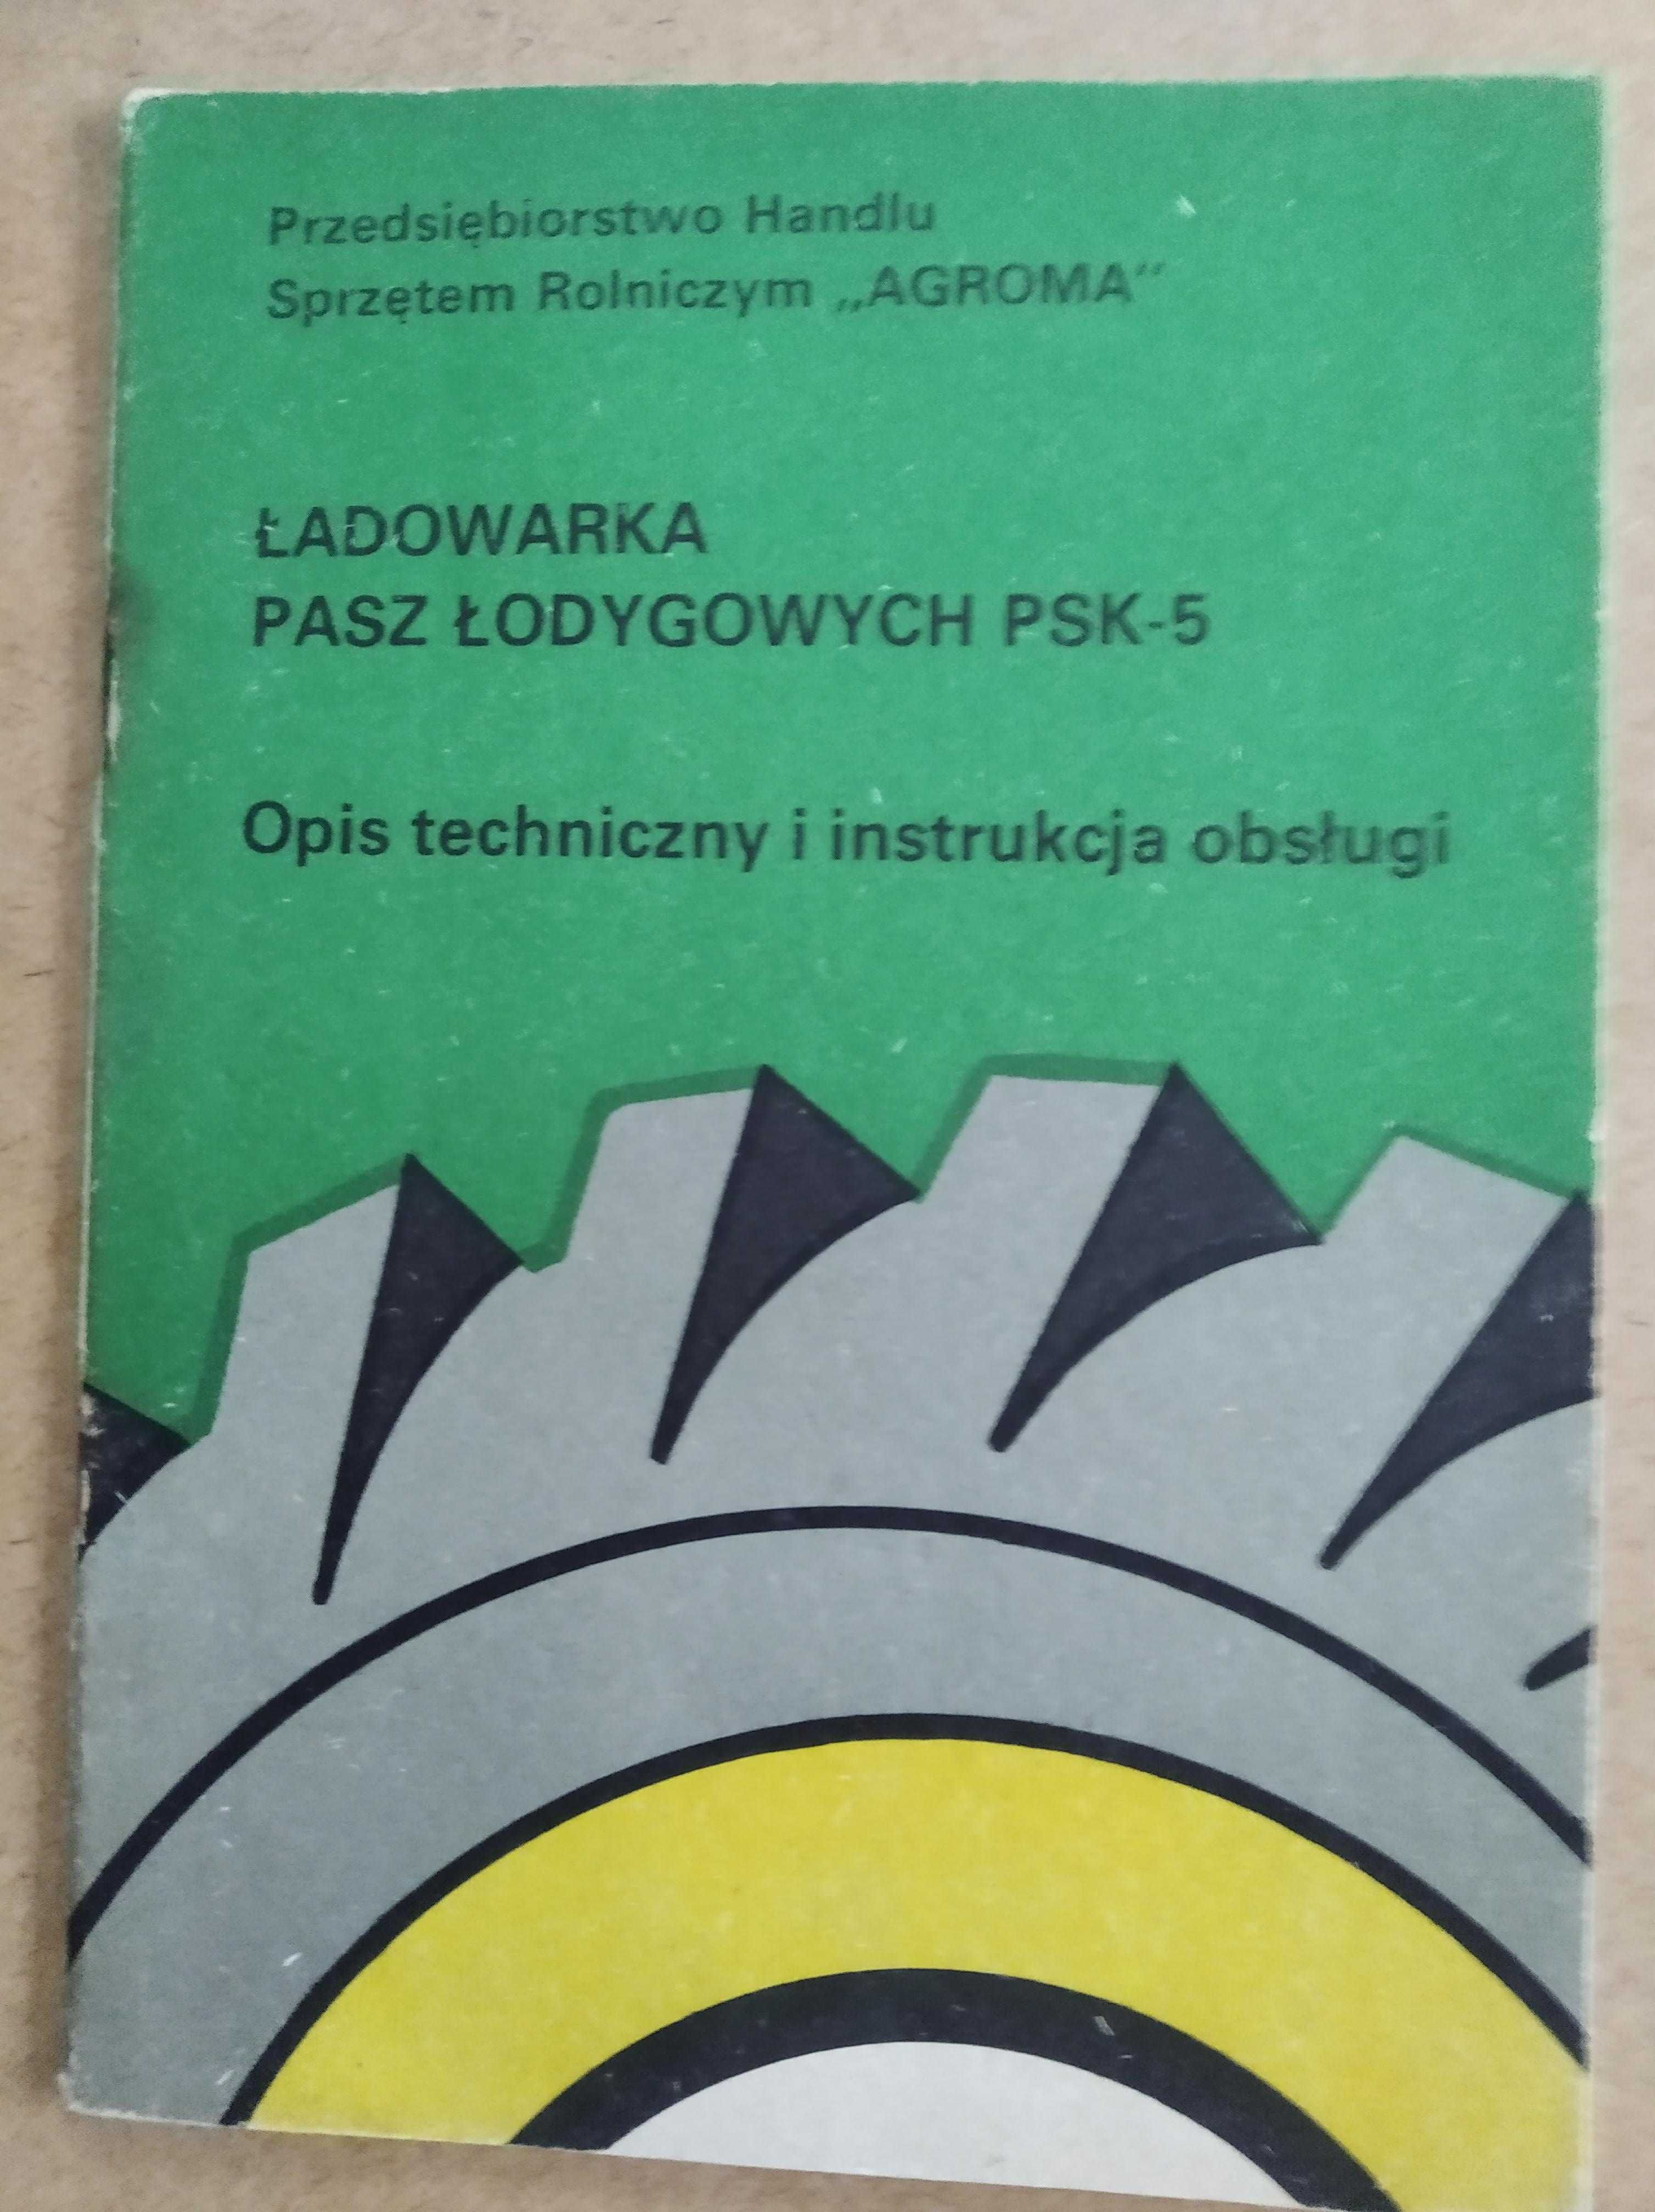 Przedsiębiorstwo Handlu
Sprzętem Rolniczym „AGROMA"
ŁADOWARKA
PASZ ŁODYGOWYCH PSK-5
Opis techniczny i instrukcja obsługi